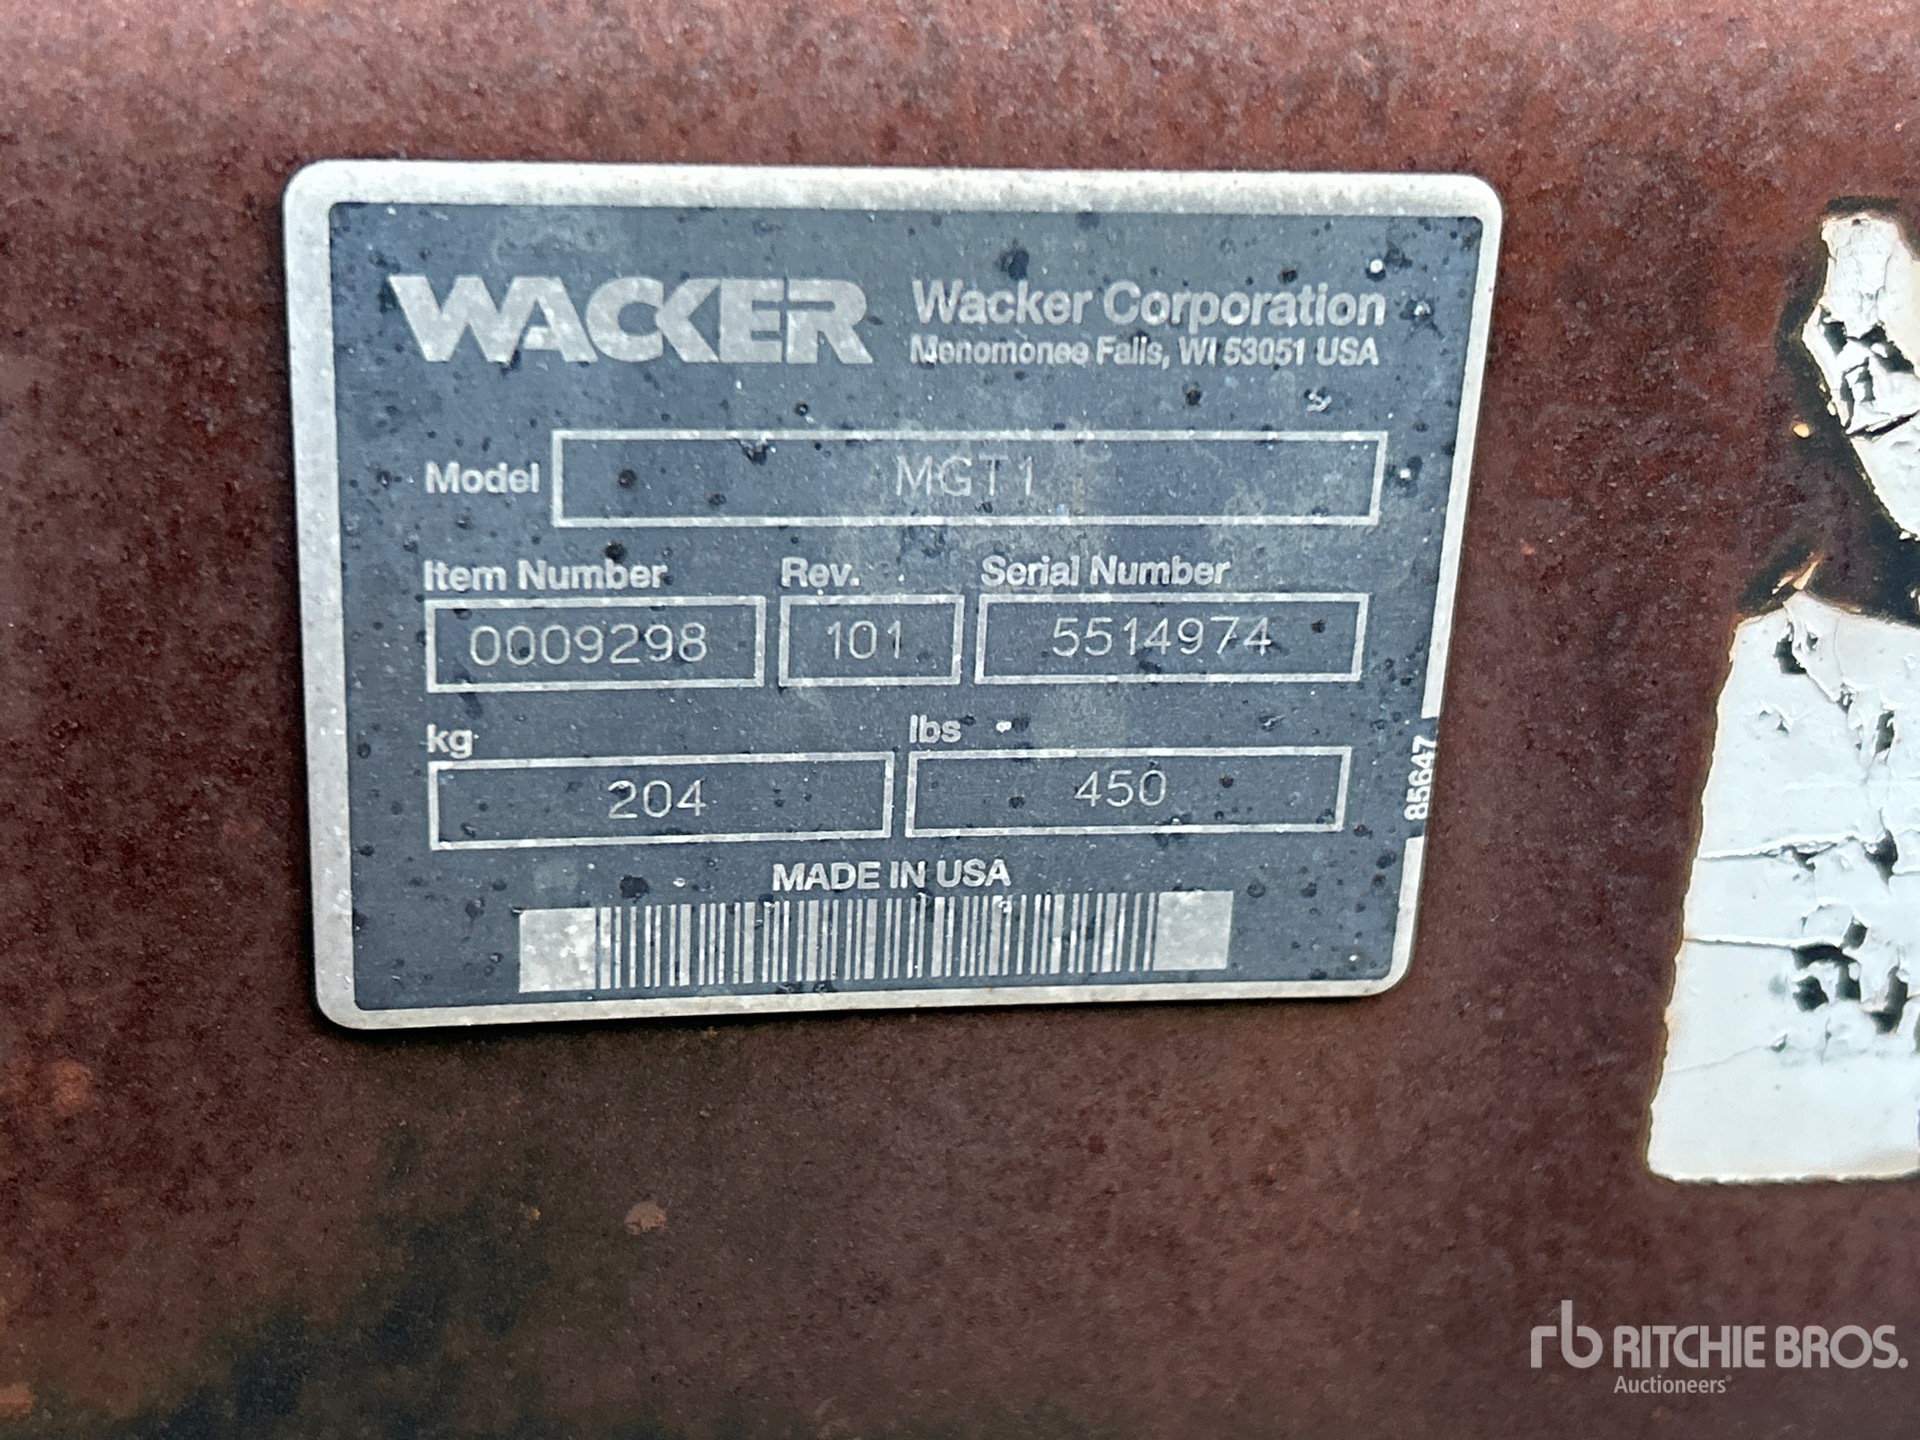 WACKER
Wacker Corporation
Menomonee Falls, WI 53051 USA
Model MGT1
Item Number Rev. Serial Number
0009298 101 5514974
kg lbs
204 450
85647
MADE IN USA
rb RITCHIE BROS.
Auctioneers